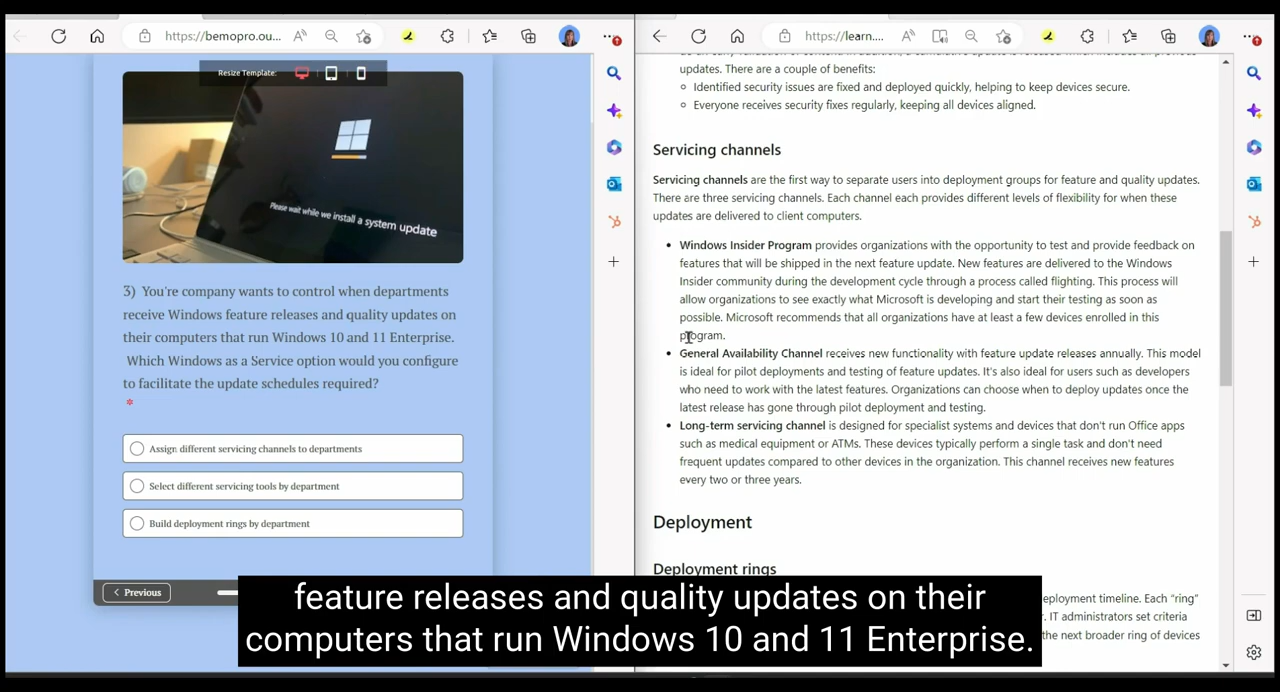 https://bemopro.ou...
https://learn....
Resize Template:
Please wait while we install a system update
3) You're company wants to control when departments
receive Windows feature releases and quality updates on
their computers that run Windows 10 and 11 Enterprise.
Which Windows as a Service option would you configure
to facilitate the update schedules required?
*
Assign different servicing channels to departments
Select different servicing tools by department
Build deployment rings by department
< Previous
updates. There are a couple of benefits:
Identified security issues are fixed and deployed quickly, helping to keep devices secure.
Everyone receives security fixes regularly, keeping all devices aligned.
Servicing channels
Servicing channels are the first way to separate users into deployment groups for feature and quality updates.
There are three servicing channels. Each channel each provides different levels of flexibility for when these
updates are delivered to client computers.
Windows Insider Program provides organizations with the opportunity to test and provide feedback on
features that will be shipped in the next feature update. New features are delivered to the Windows
Insider community during the development cycle through a process called flighting. This process will
allow organizations to see exactly what Microsoft is developing and start their testing as soon as
possible. Microsoft recommends that all organizations have at least a few devices enrolled in this
program.
General Availability Channel receives new functionality with feature update releases annually. This model
is ideal for pilot deployments and testing of feature updates. It's also ideal for users such as developers
who need to work with the latest features. Organizations can choose when to deploy updates once the
latest release has gone through pilot deployment and testing.
Long-term servicing channel is designed for specialist systems and devices that don't run Office apps
such as medical equipment or ATMs. These devices typically perform a single task and don't need
frequent updates compared to other devices in the organization. This channel receives new features
every two or three years.
Deployment
Deployment rings
deployment timeline. Each “ring”
IT administrators set criteria
the next broader ring of devices
feature releases and quality updates on their
computers that run Windows 10 and 11 Enterprise.